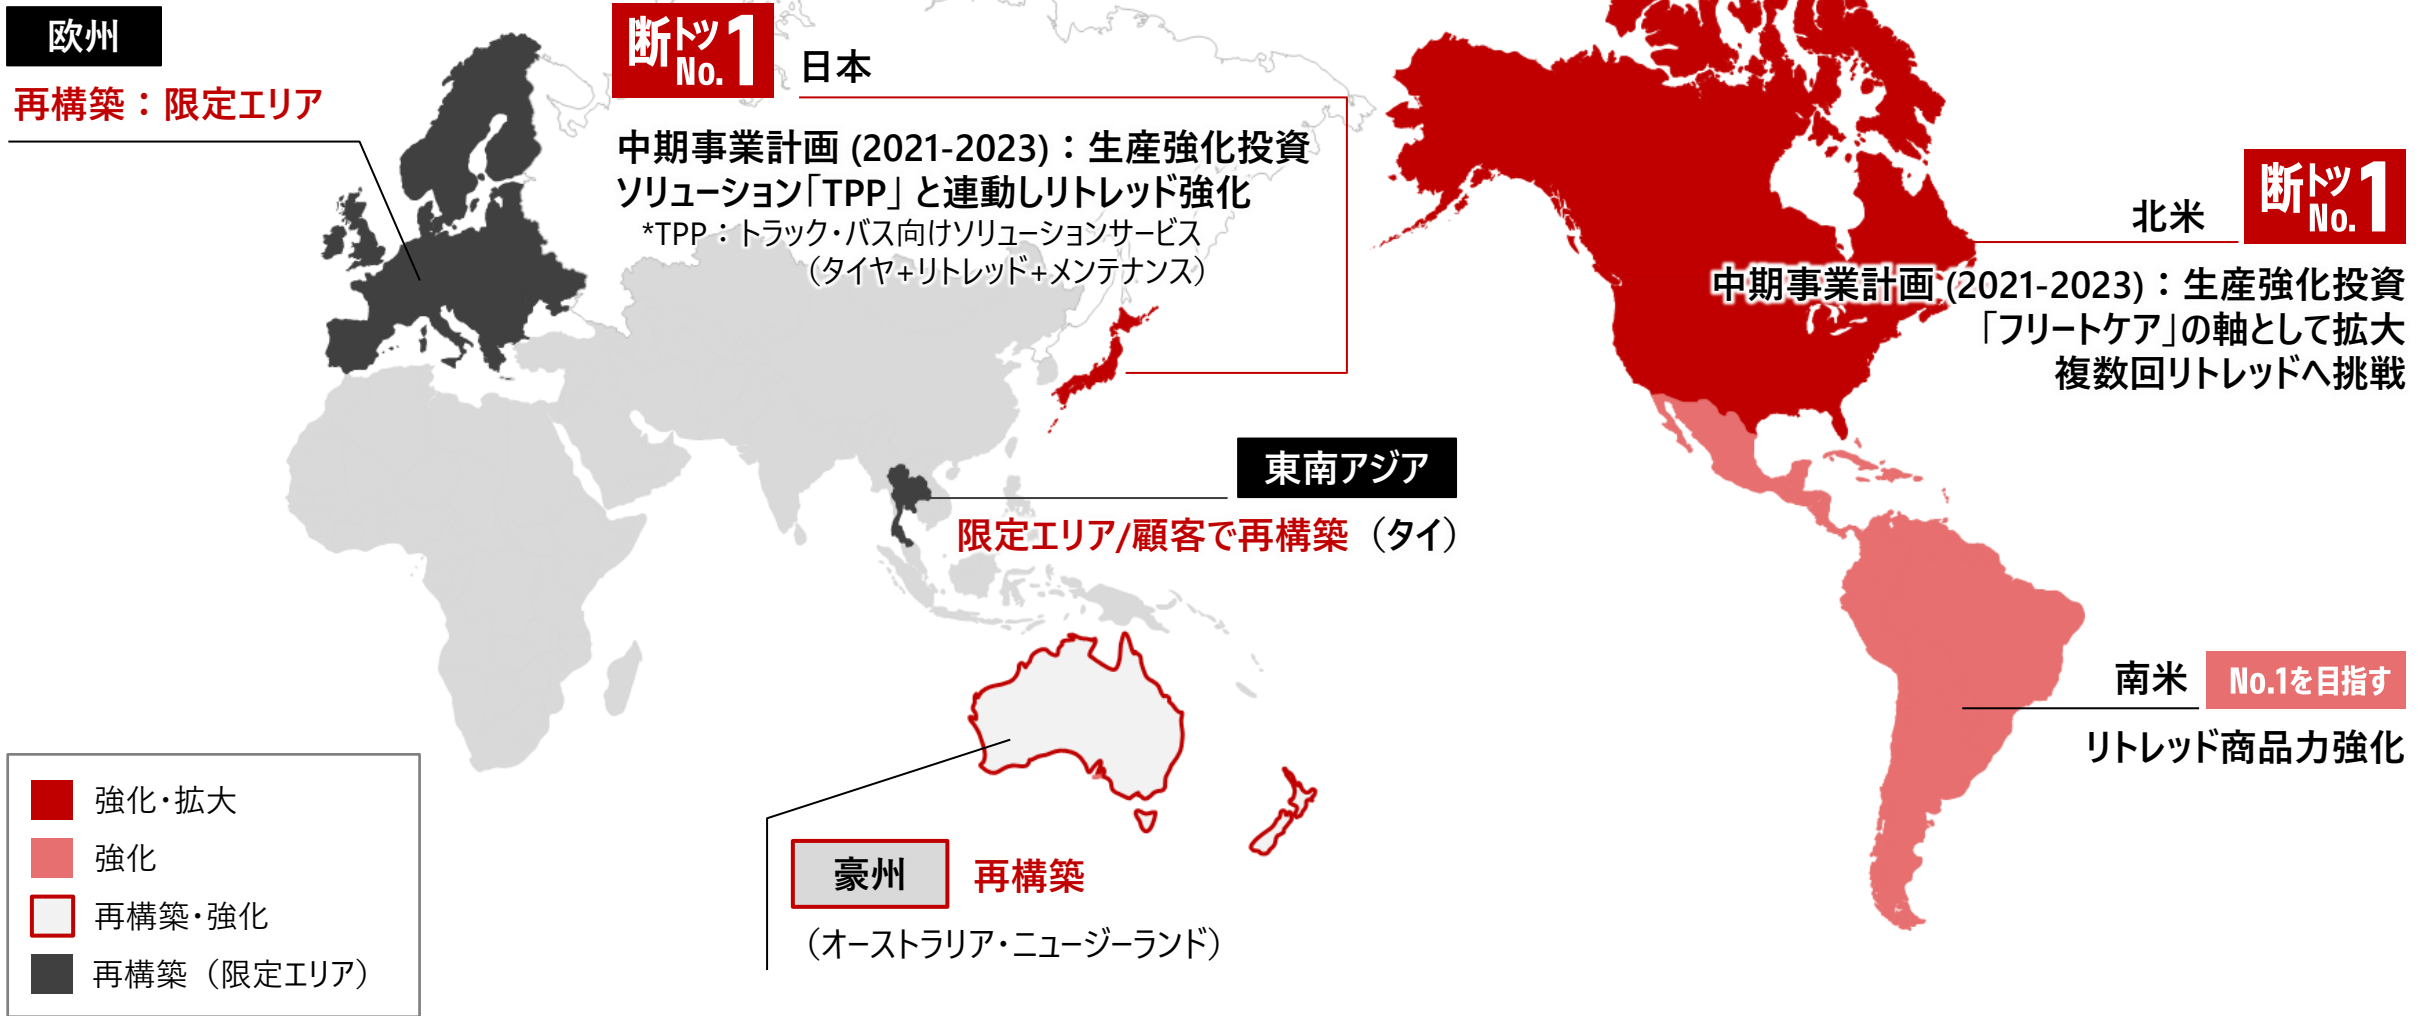 欧州
再構築：限定エリア
断トツNo.1
日本
中期事業計画 (2021-2023)：生産強化投資
ソリューション「TPP」と連動しリトレッド強化
*TPP：トラック・バス向けソリューションサービス
（タイヤ+リトレッド+メンテナンス）
断トツNo.1
北米
中期事業計画 (2021-2023)：生産強化投資
「フリートケア」の軸として拡大
複数回リトレッドへ挑戦
東南アジア
限定エリア/顧客で再構築（タイ）
南米
No.1を目指す
リトレッド商品力強化
豪州
再構築
（オーストラリア・ニュージーランド）
強化・拡大
強化
再構築・強化
再構築（限定エリア）